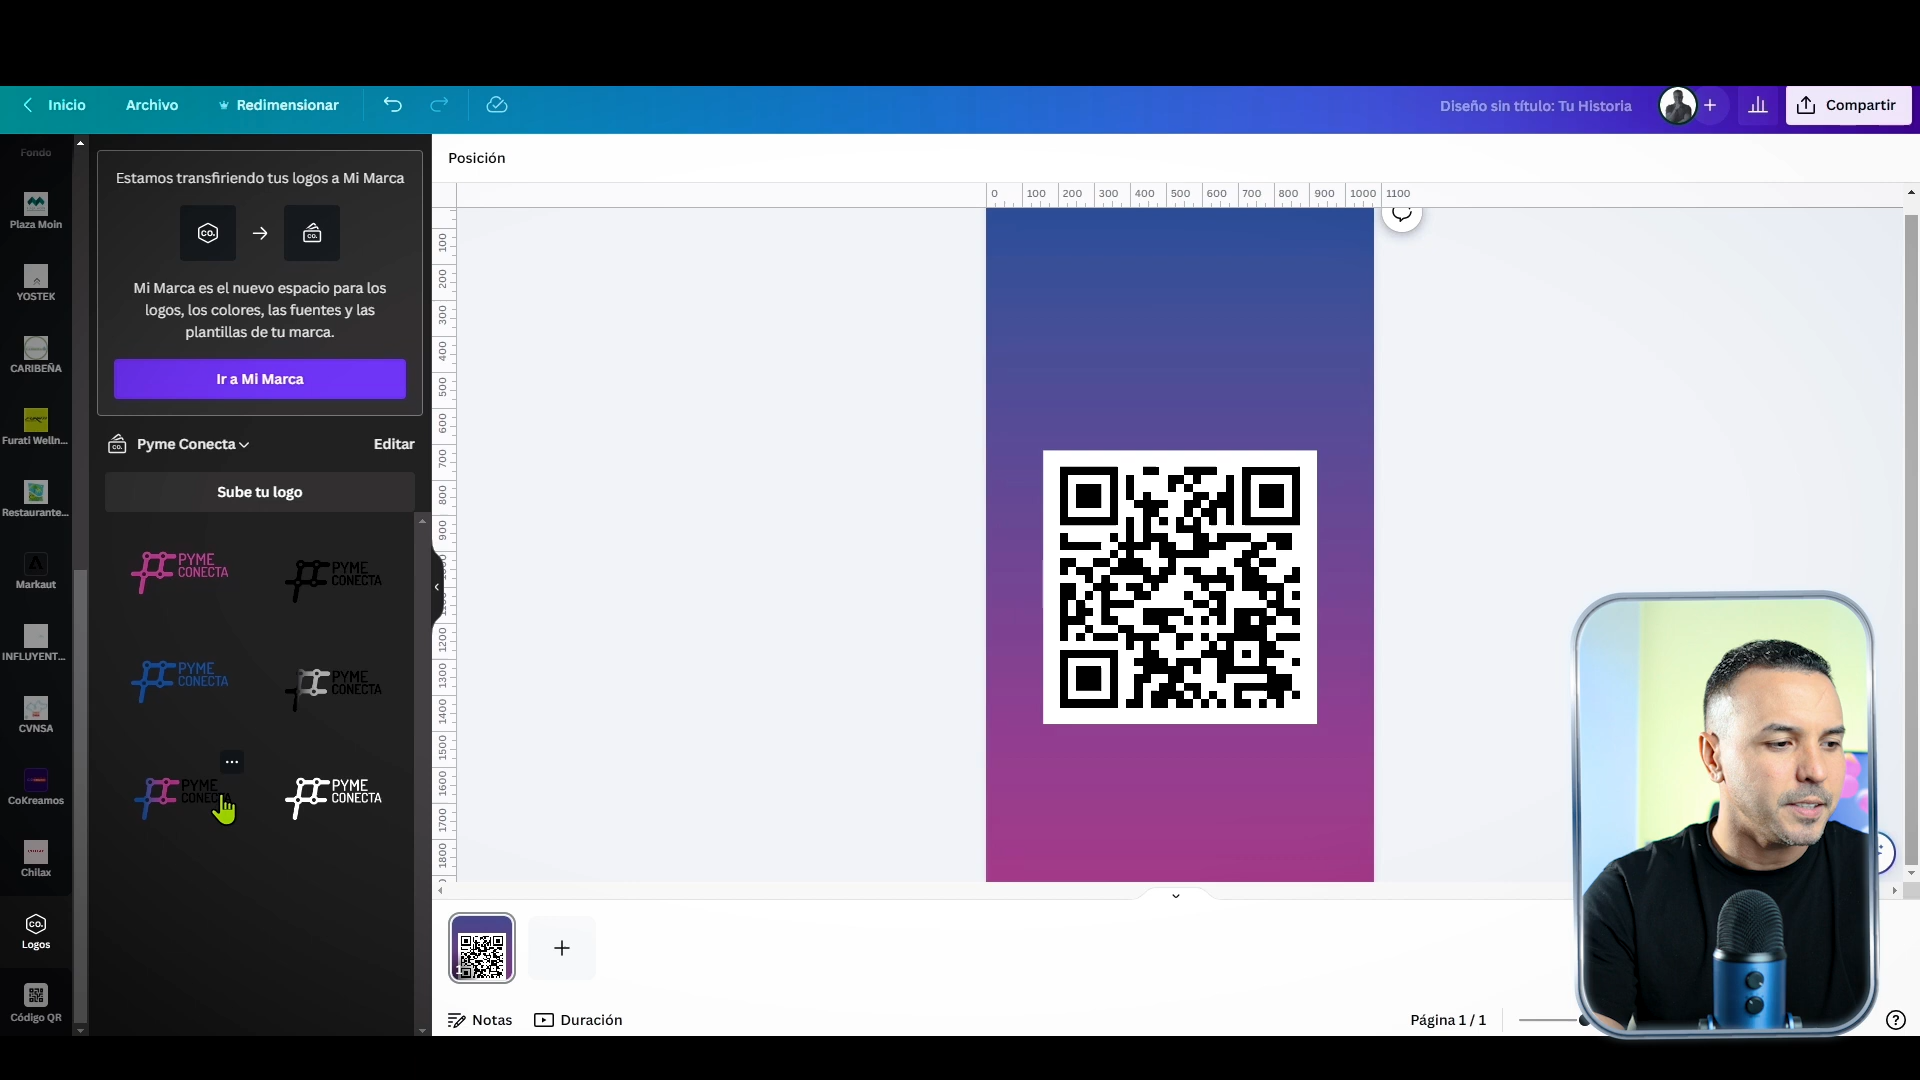 Inicio
Archivo
Redimensionar
Diseño sin título: Tu Historia
Compartir
Fondo
Plaza Moin
YOSTEK
CARIBEÑA
Furati Welln...
Restaurante...
Markaut
INFLUYENT...
CVNSA
CoKreamos
Chilax
CO.
Logos
Código QR
Estamos transfiriendo tus logos a Mi Marca
CO.
CO.
Mi Marca es el nuevo espacio para los
logos, los colores, las fuentes y las
plantillas de tu marca.
Ir a Mi Marca
CO.
Pyme Conecta
Editar
Sube tu logo
PYME
CONECTA
PYME
CONECTA
PYME
CONECTA
PYME
CONECTA
PYME
CONECTA
PYME
CONECTA
Posición
0 100 200 300 400 500 600 700 800 900 1000 1100
100
200
300
400
500
600
700
800
900
1200
1300
1400
1500
1600
1700
1800
1
Notas
Duración
Página 1 / 1